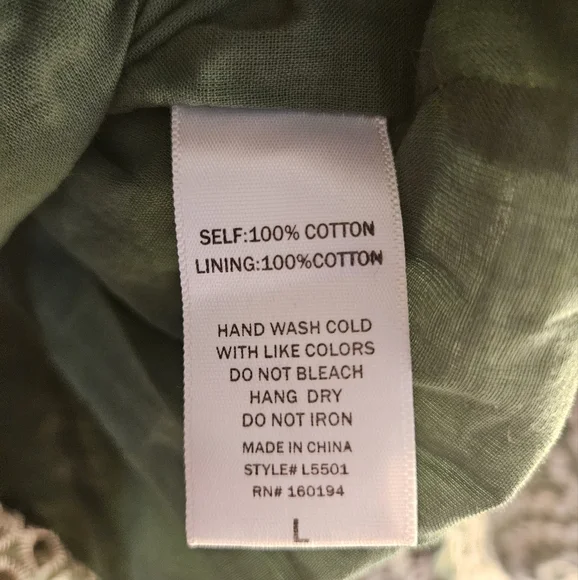 SELF:100% COTTON
LINING:100%COTTON
HAND WASH COLD
WITH LIKE COLORS
DO NOT BLEACH
HANG DRY
DO NOT IRON
MADE IN CHINA
STYLE# L5501
RN# 160194
L